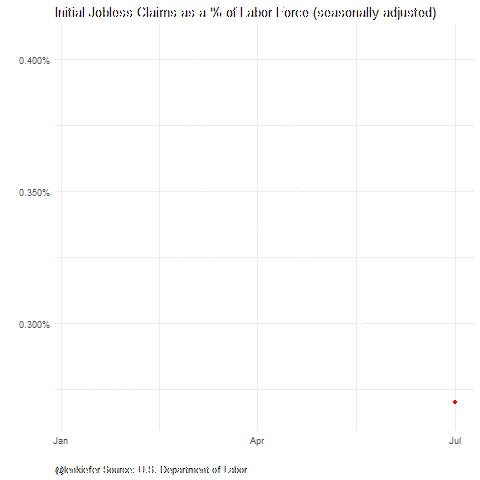 Initial Jobless Claims as a % of Labor Force (seasonally adjusted)
0.400%
0.350%
0.300%
Jan Apr Jul
@lenkiefer Source: U.S. Department of Labor